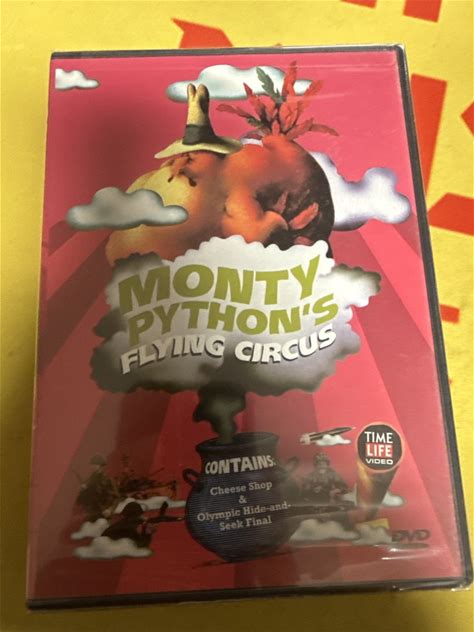 MONTY
PYTHON'S
FLYING CIRCUS
CONTAINS:
Cheese Shop
&
Olympic Hide-and-
Seek Final
TIME
LIFE
VIDEO
DVD